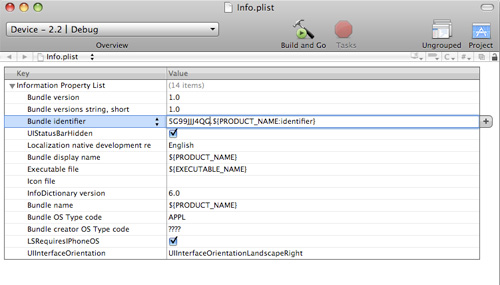 Info.plist
Device - 2.2 | Debug
Overview
Build and Go
Tasks
Ungrouped
Project
Info.plist
Key Value
Information Property List (14 items)
Bundle version 1.0
Bundle versions string, short 1.0
Bundle identifier 5G99JJJ4QG.${PRODUCT_NAME:identifier}
UIStatusBarHidden
Localization native development re English
Bundle display name ${PRODUCT_NAME}
Executable file ${EXECUTABLE_NAME}
Icon file
InfoDictionary version 6.0
Bundle name ${PRODUCT_NAME}
Bundle OS Type code APPL
Bundle creator OS Type code ????
LSRequiresIPhoneOS
UIInterfaceOrientation UIInterfaceOrientationLandscapeRight